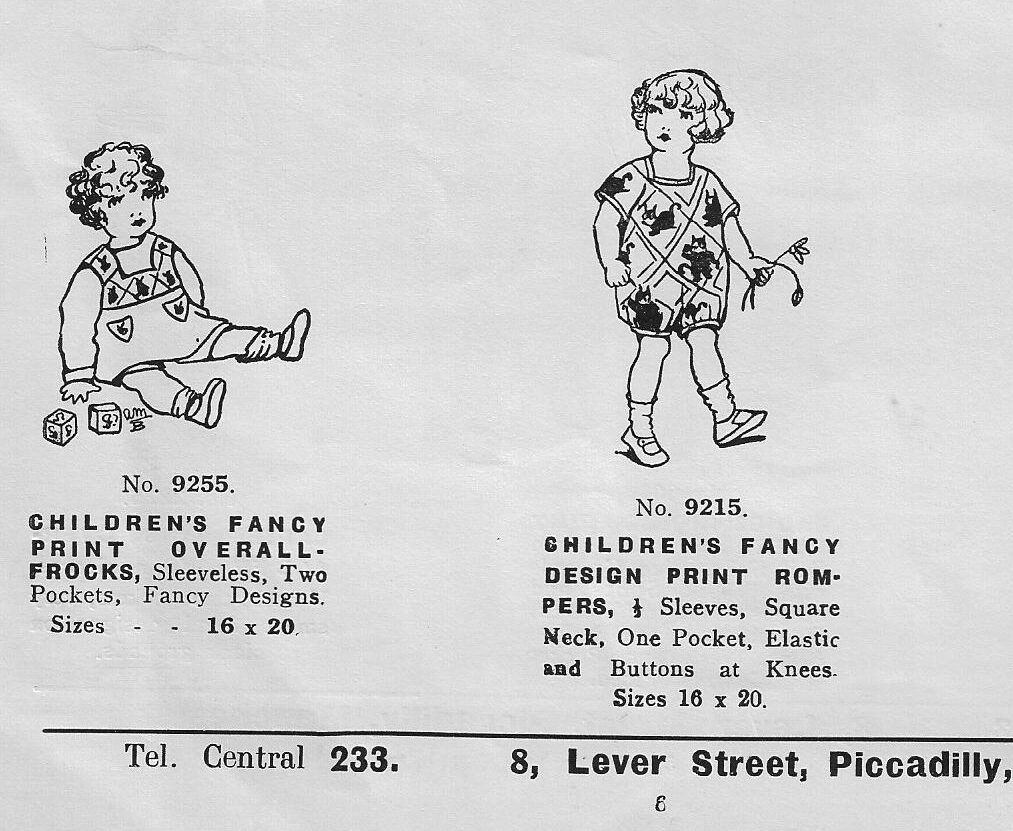 am
B
No. 9255.
CHILDREN'S FANCY
PRINT OVERALL-
FROCKS, Sleeveless, Two
Pockets, Fancy Designs.
Sizes - - 16 x 20.
No. 9215.
CHILDREN'S FANCY
DESIGN PRINT ROM-
PERS, ½ Sleeves, Square
Neck, One Pocket, Elastic
and Buttons at Knees.
Sizes 16 x 20.
Tel. Central 233. 8, Lever Street, Piccadilly,
6